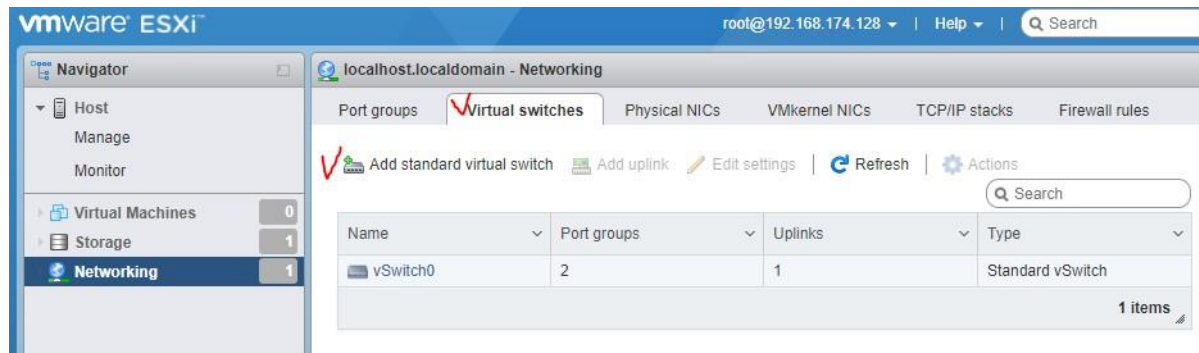 vmware ESXi™
root@192.168.174.128 | Help | Search
Navigator
localhost.localdomain - Networking
Host
Manage
Monitor
Virtual Machines 0
Storage 1
Networking 1
Port groups Virtual switches Physical NICs VMkernel NICs TCP/IP stacks Firewall rules
Add standard virtual switch Add uplink Edit settings | Refresh | Actions
Search
Name Port groups Uplinks Type
vSwitch0 2 1 Standard vSwitch
1 items